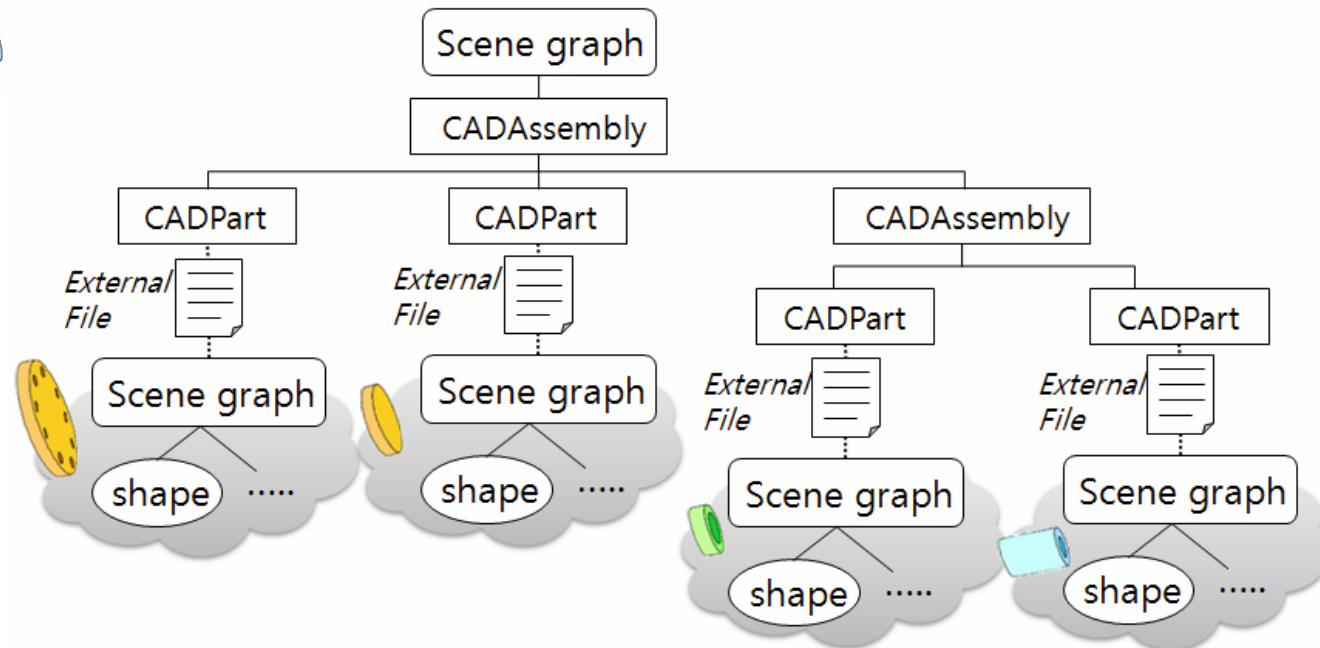 Scene graph
CADAssembly
CADPart
CADPart
CADAssembly
External
File
External
File
CADPart
CADPart
Scene graph
Scene graph
External
File
External
File
shape
.....
shape
.....
Scene graph
Scene graph
shape
.....
shape
.....